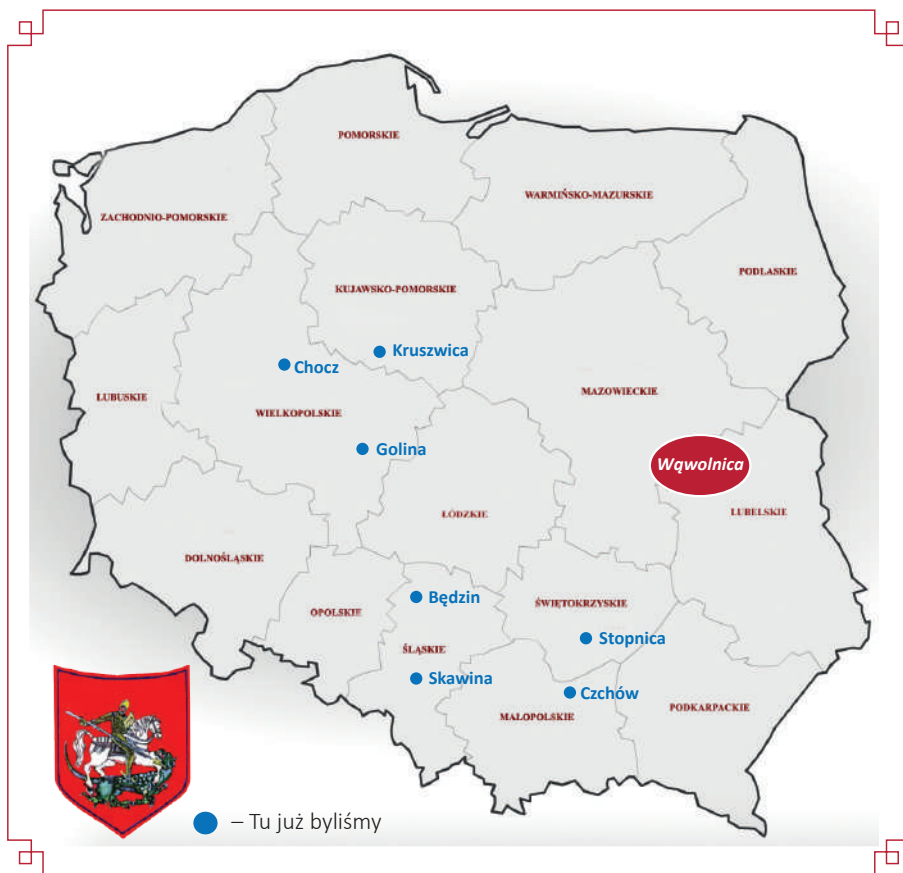 POMORSKIE
WARMIŃSKO-MAZURSKIE
ZACHODNIO-POMORSKIE
PODLASKIE
KUJAWSKO-POMORSKIE
Kruszwica
Chocz
MAZOWIECKIE
LUBUSKIE
WIELKOPOLSKIE
Golina
Wąwolnica
ŁÓDZKIE
LUBELSKIE
DOLNOŚLĄSKIE
Będzin
ŚWIĘTOKRZYSKIE
OPOLSKIE
Stopnica
ŚLĄSKIE
Skawina
Czchów
PODKARPACKIE
MAŁOPOLSKIE
– Tu już byliśmy